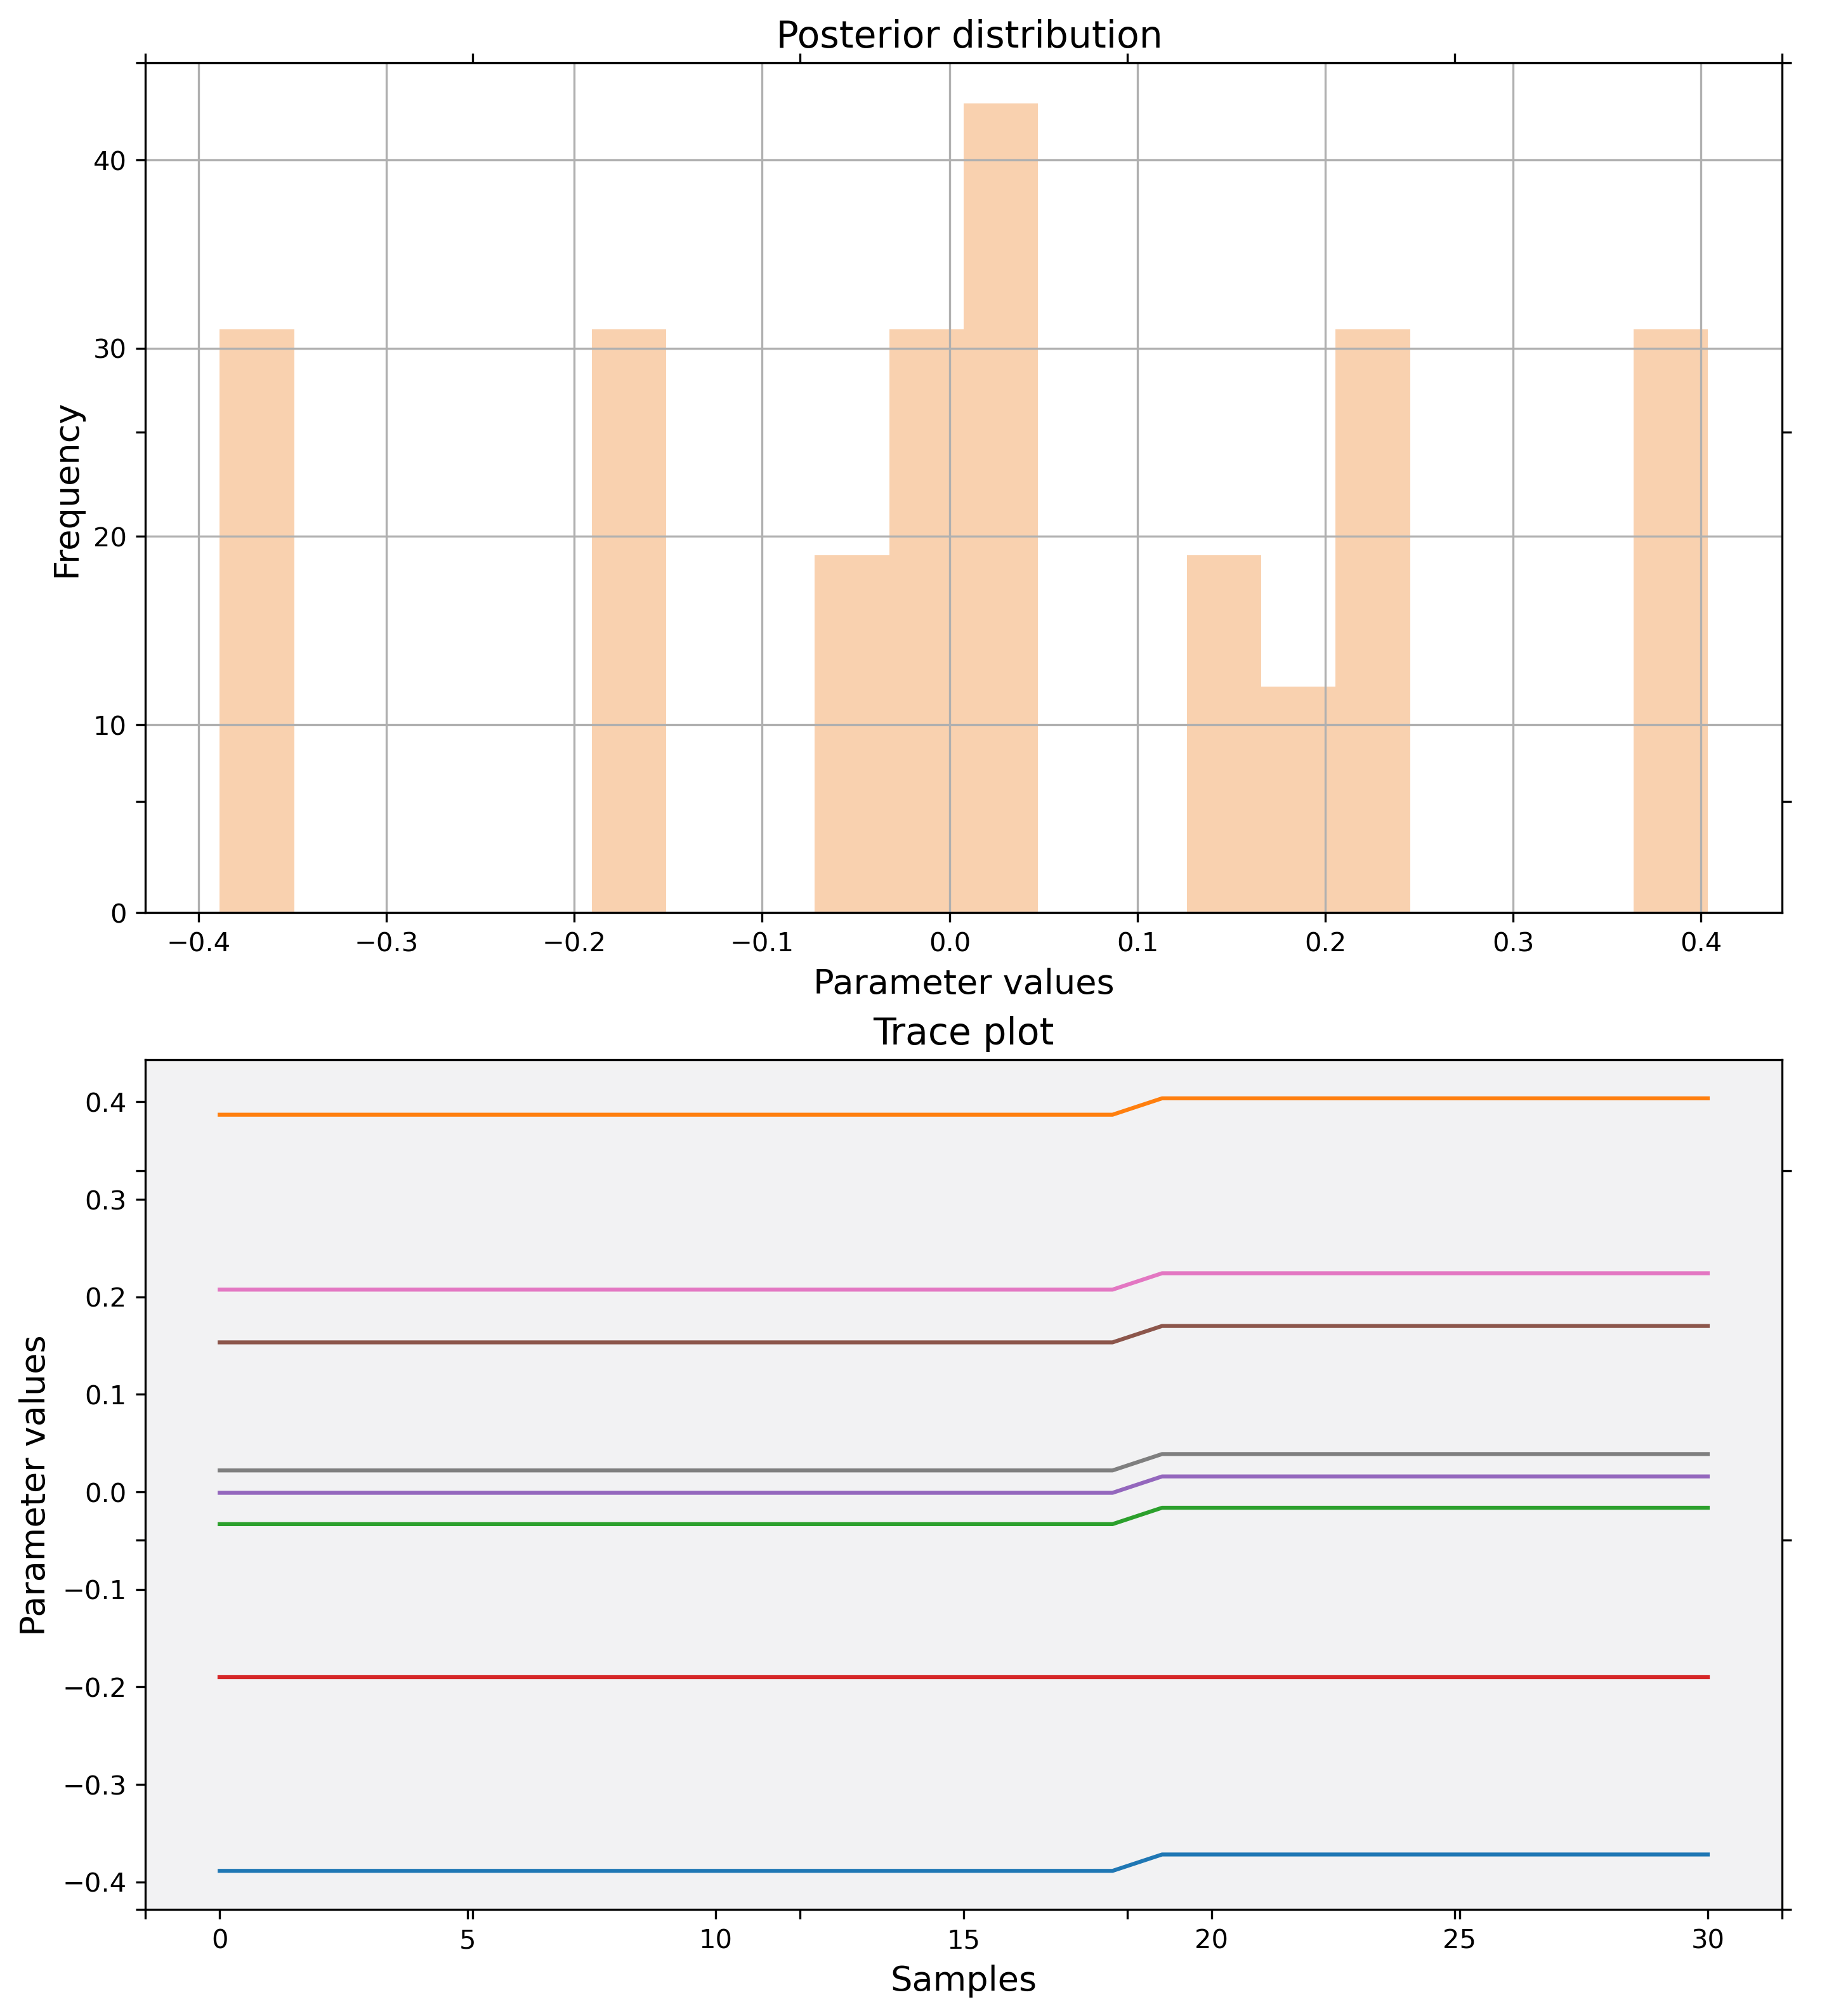 Posterior distribution
40
30
20
10
0
Frequency
−0.4 −0.3 −0.2 −0.1 0.0 0.1 0.2 0.3 0.4
Parameter values
Trace plot
0.4
0.3
0.2
0.1
0.0
−0.1
−0.2
−0.3
−0.4
Parameter values
0 5 10 15 20 25 30
Samples